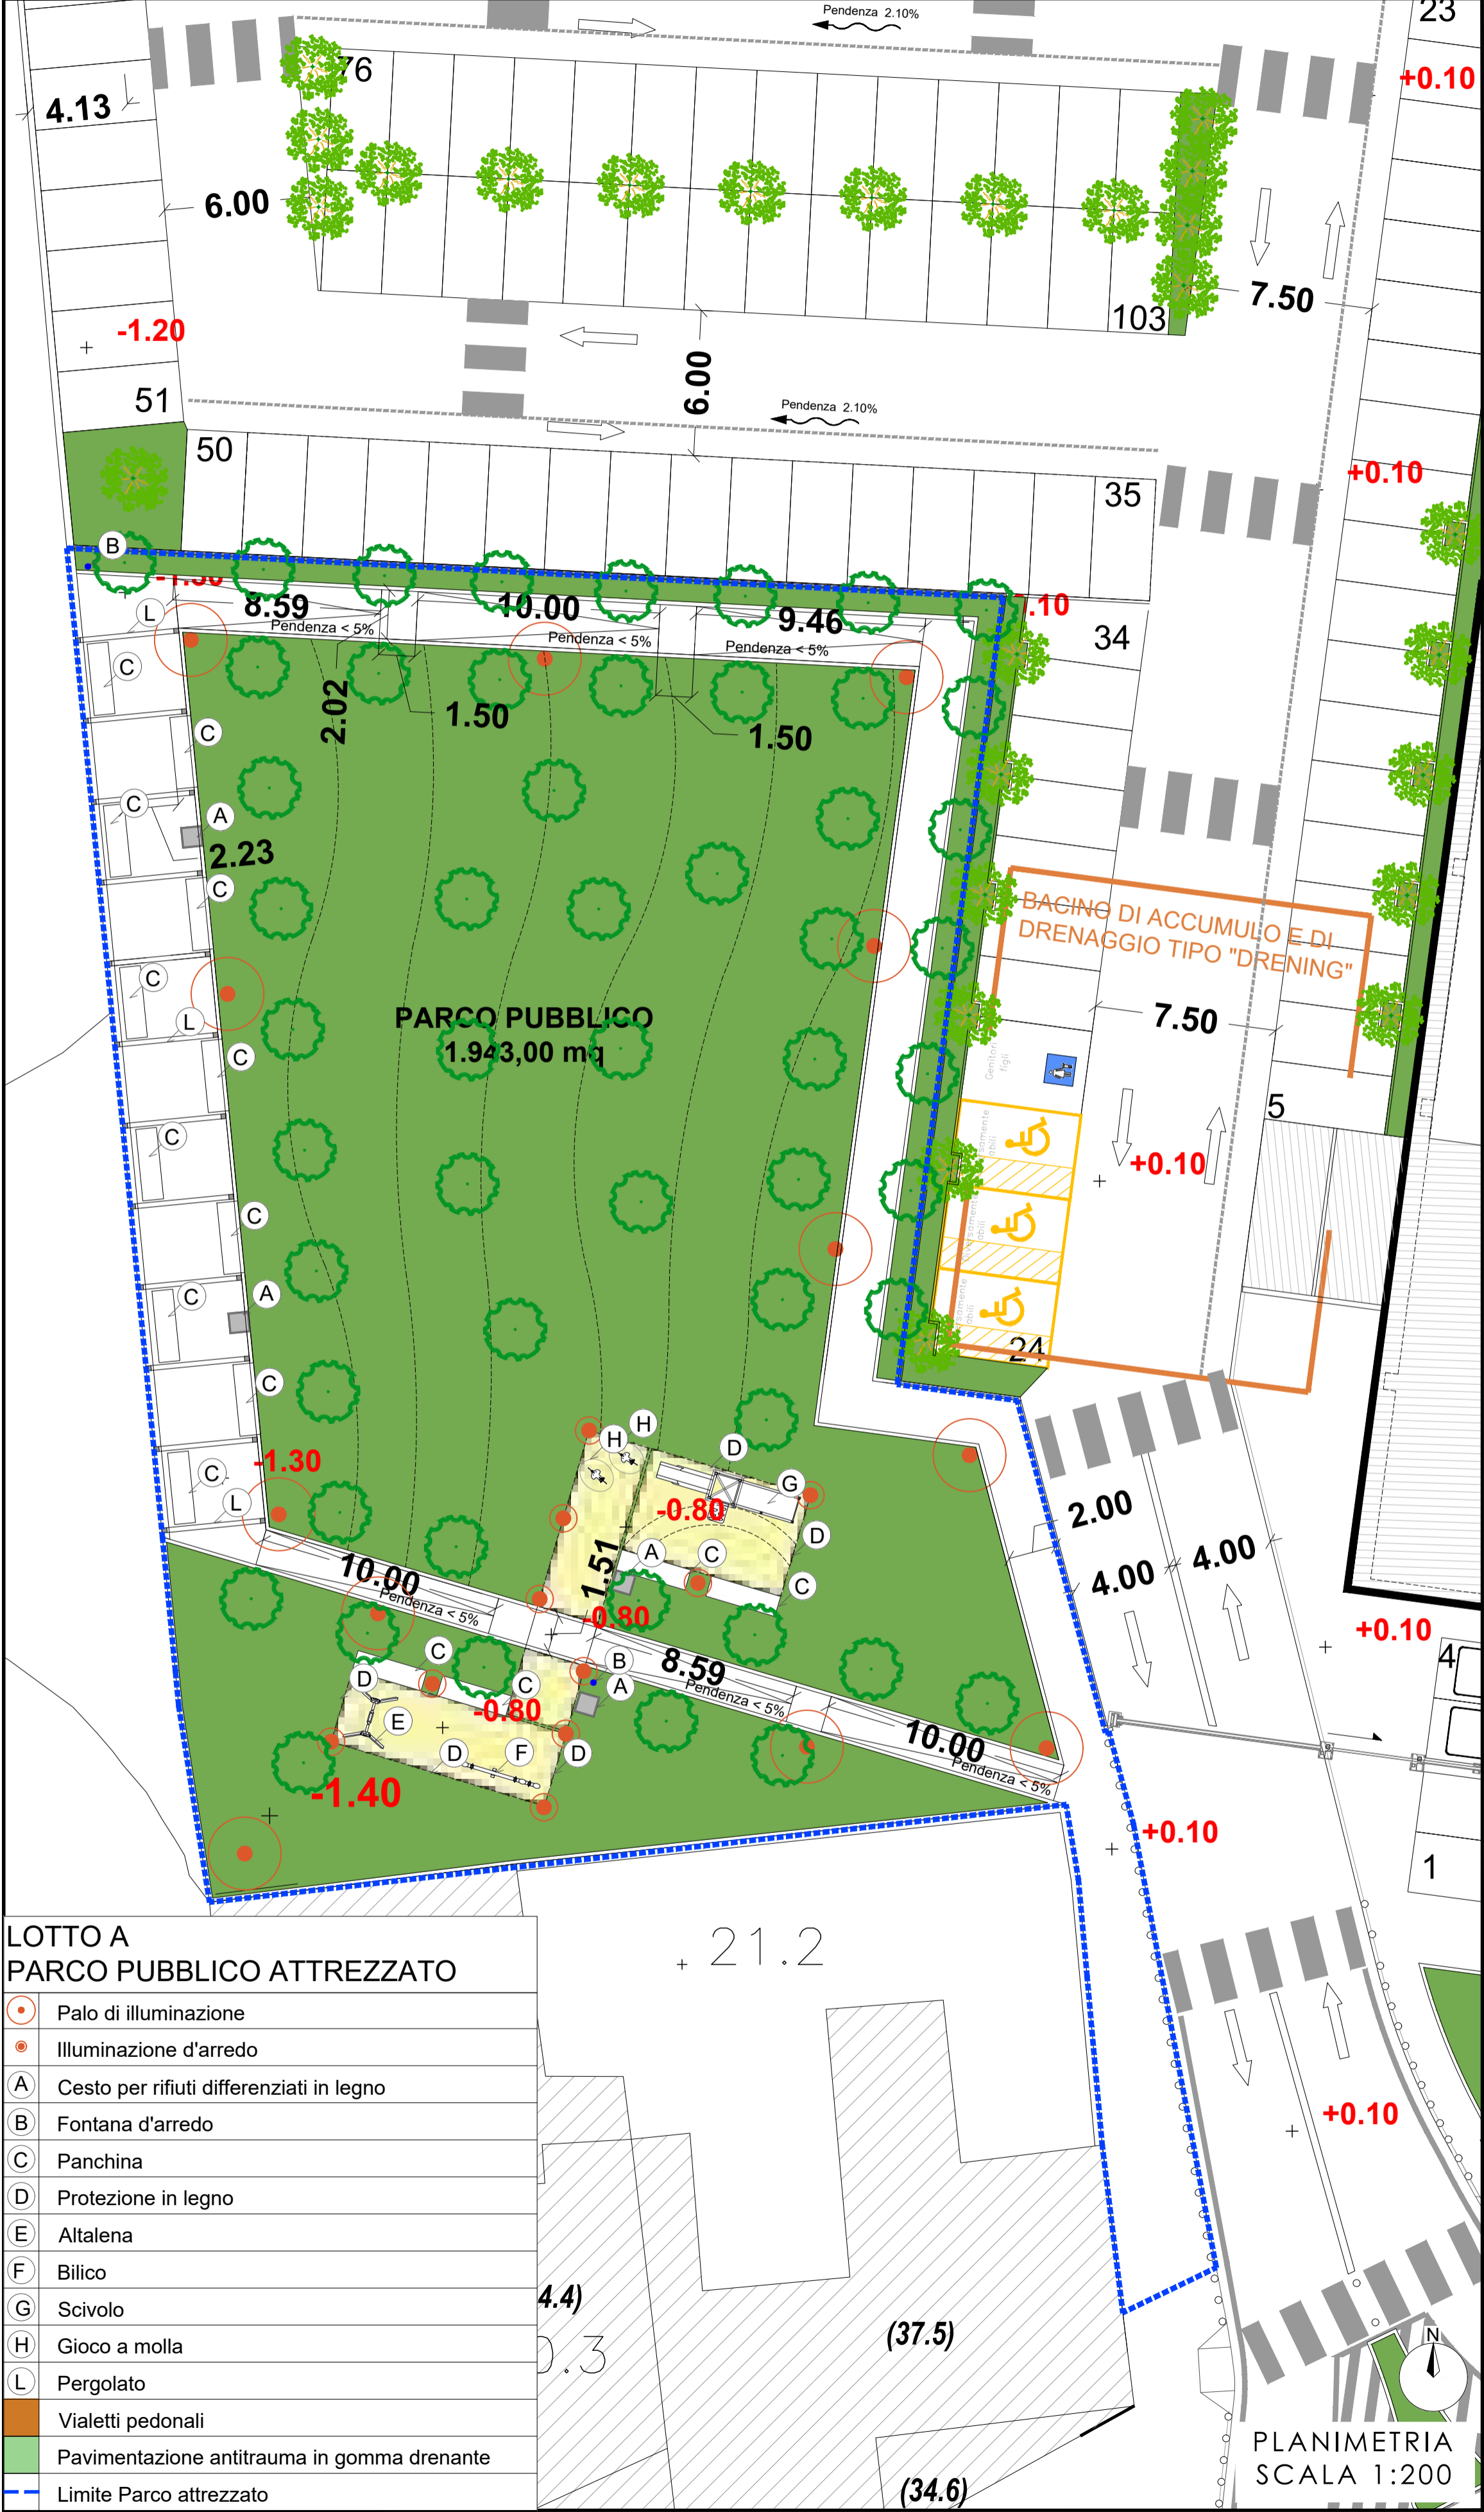 Pendenza 2.10%
23
76
+0.10
4.13
6.00
7.50
103
-1.20
6.00
51
Pendenza 2.10%
50
+0.10
35
B
8.59
10.00
9.46
.10
L
Pendenza < 5%
Pendenza < 5%
Pendenza < 5%
34
C
2.02
1.50
1.50
C
C
A
2.23
C
BACINO DI ACCUMULO E DI
DRENAGGIO TIPO "DRENING"
C
L
PARCO PUBBLICO
1.943,00 mq
7.50
C
Genitori
figli
5
C
+0.10
C
A
C
24
C
H
H
D
-1.30
C
G
L
-0.80
2.00
D
4.00
4.00
10.00
Pendenza < 5%
1.51
A
C
C
-0.80
+0.10
4
C
B
8.59
D
C
A
Pendenza < 5%
-0.80
E
D
F
D
10.00
Pendenza < 5%
-1.40
+0.10
1
LOTTO A
PARCO PUBBLICO ATTREZZATO
21.2
Palo di illuminazione
Illuminazione d'arredo
A Cesto per rifiuti differenziati in legno
B Fontana d'arredo
C Panchina
D Protezione in legno
E Altalena
F Bilico
G Scivolo
H Gioco a molla
L Pergolato
Vialetti pedonali
Pavimentazione antitrauma in gomma drenante
Limite Parco attrezzato
+0.10
4.4)
.3
(37.5)
(34.6)
N
PLANIMETRIA
SCALA 1:200